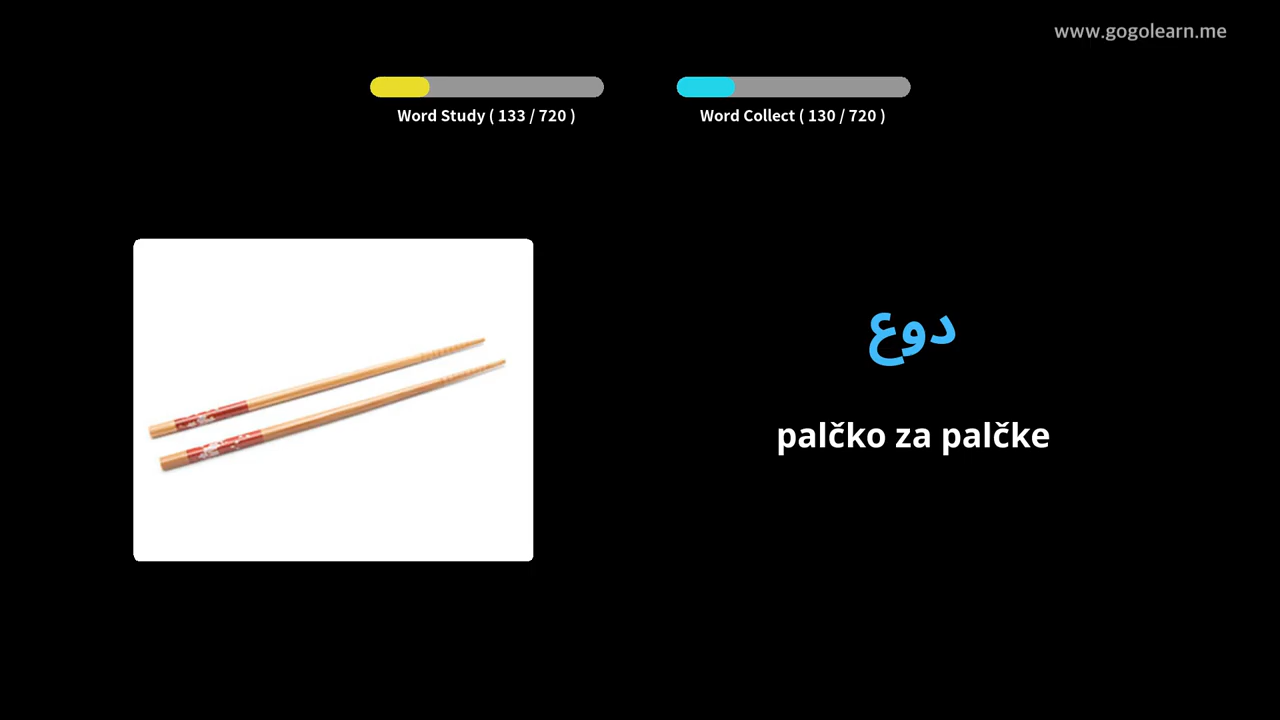 www.gogolearn.me
Word Study ( 133 / 720 )
Word Collect ( 130 / 720 )
دوع
palčko za palčke